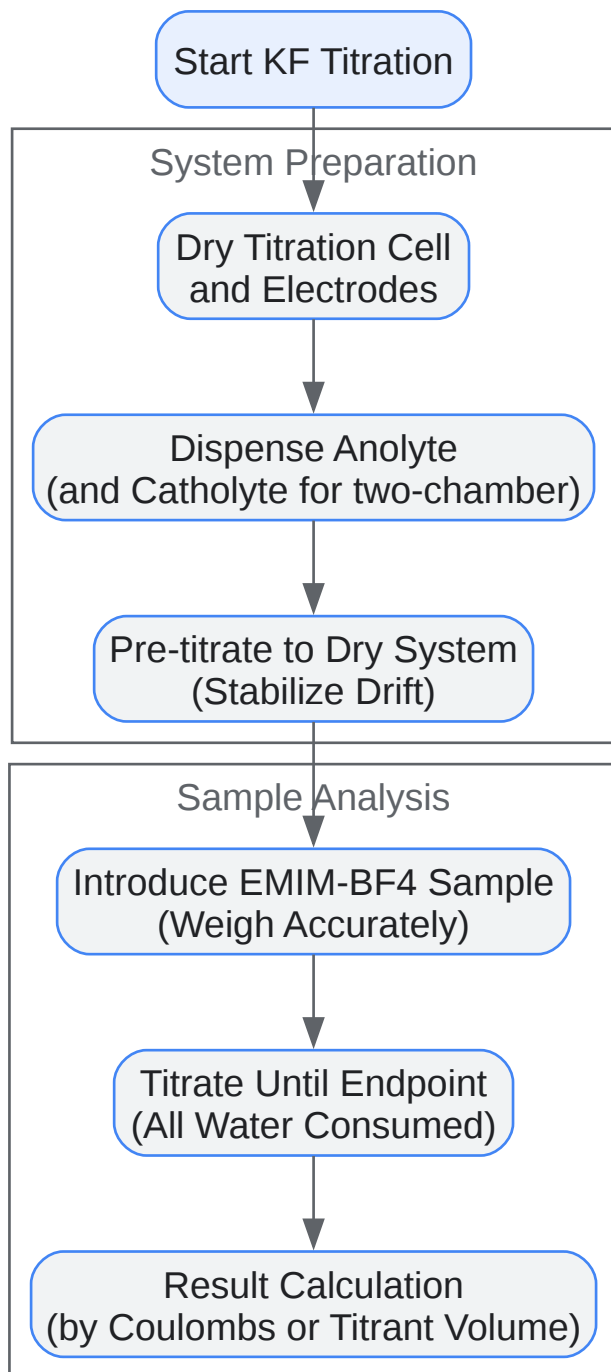 Start KF Titration
System Preparation
Dry Titration Cell
and Electrodes
Dispense Anolyte
(and Catholyte for two-chamber)
Pre-titrate to Dry System
(Stabilize Drift)
Sample Analysis
Introduce EMIM-BF4 Sample
(Weigh Accurately)
Titrate Until Endpoint
(All Water Consumed)
Result Calculation
(by Coulombs or Titrant Volume)